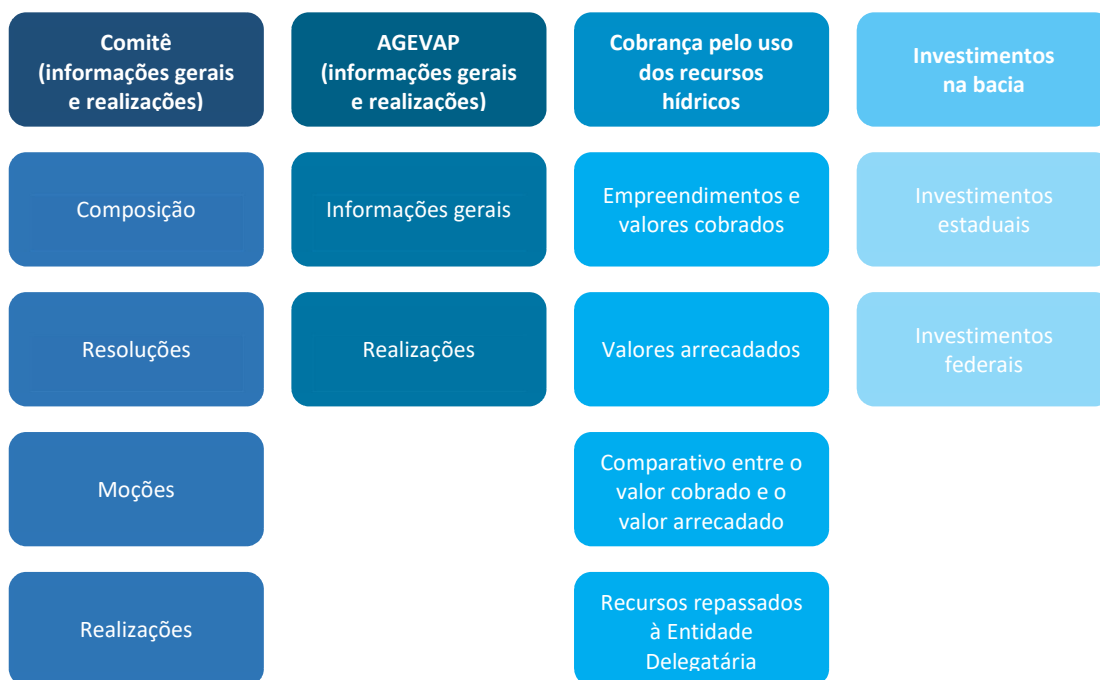 Comitê
(informações gerais
e realizações)
Composição
Resoluções
Moções
Realizações
AGEVAP
(informações gerais
e realizações)
Informações gerais
Realizações
Cobrança pelo uso
dos recursos
hídricos
Empreendimentos e
valores cobrados
Valores arrecadados
Comparativo entre o
valor cobrado e o
valor arrecadado
Recursos repassados
à Entidade
Delegatária
Investimentos
na bacia
Investimentos
estaduais
Investimentos
federais